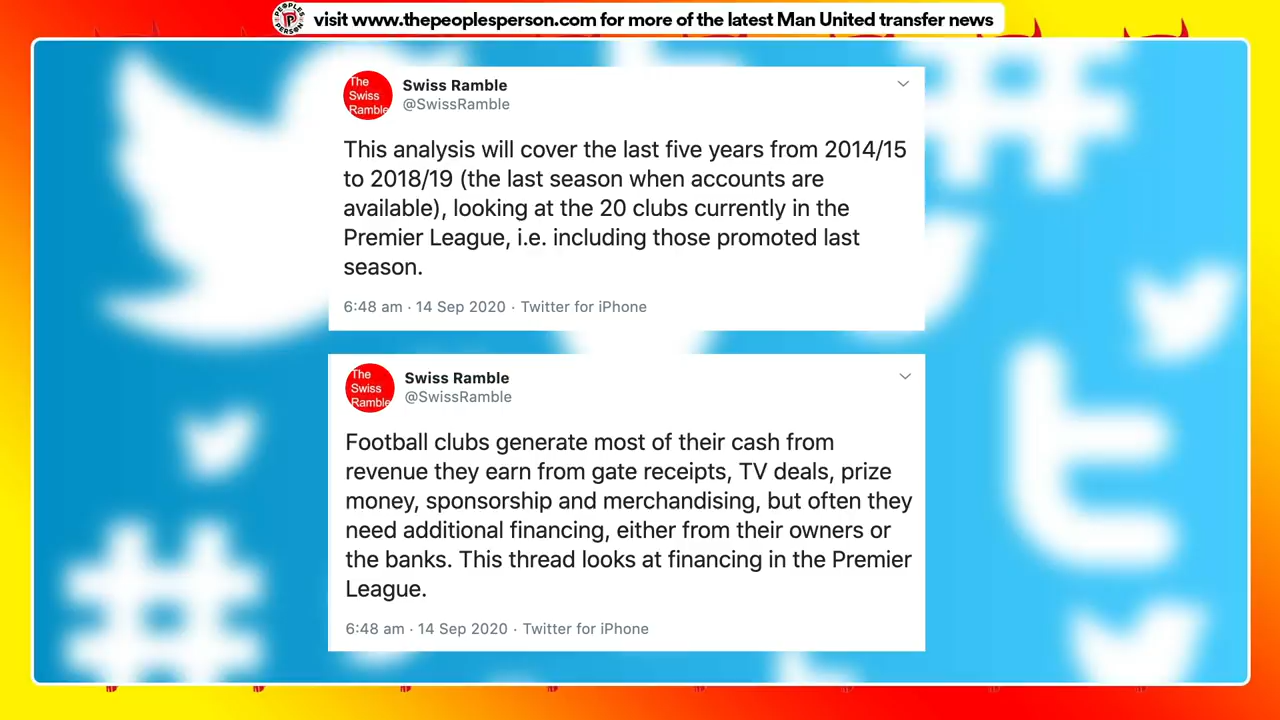 PEOPLES PERSON
visit www.thepeoplesperson.com for more of the latest Man United transfer news
The Swiss Ramble
Swiss Ramble
@SwissRamble
This analysis will cover the last five years from 2014/15
to 2018/19 (the last season when accounts are
available), looking at the 20 clubs currently in the
Premier League, i.e. including those promoted last
season.
6:48 am · 14 Sep 2020 · Twitter for iPhone
The Swiss Ramble
Swiss Ramble
@SwissRamble
Football clubs generate most of their cash from
revenue they earn from gate receipts, TV deals, prize
money, sponsorship and merchandising, but often they
need additional financing, either from their owners or
the banks. This thread looks at financing in the Premier
League.
6:48 am · 14 Sep 2020 · Twitter for iPhone